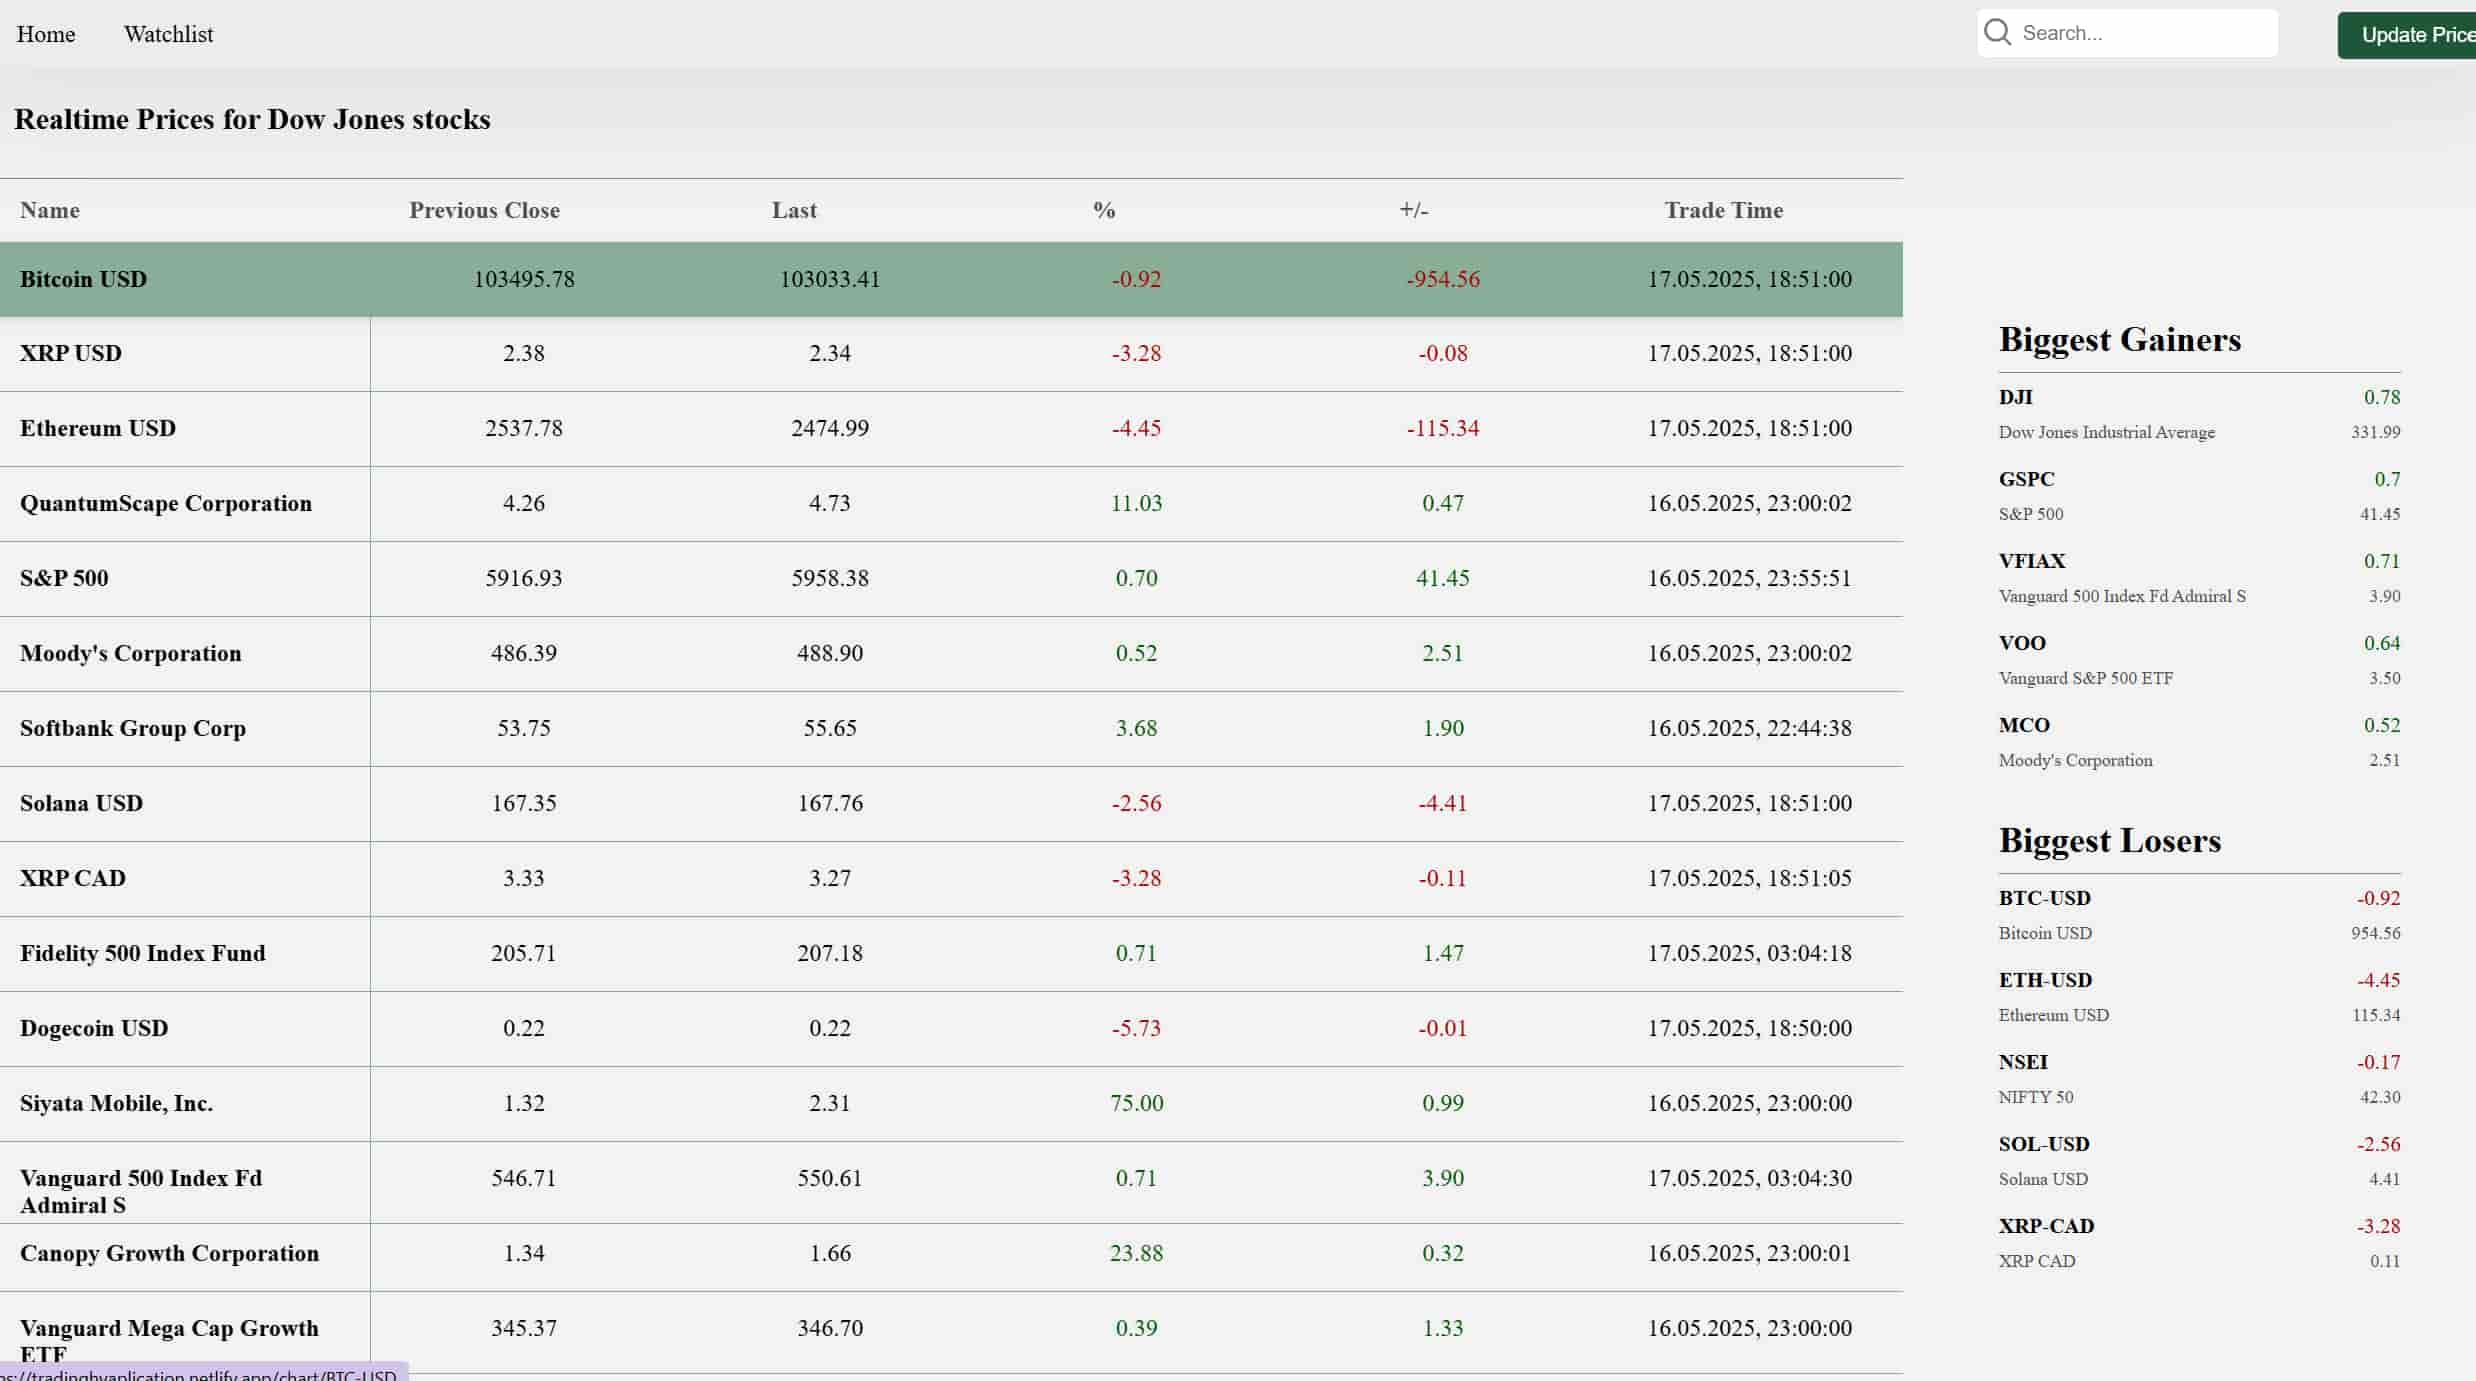 Home Watchlist Search... Update Price
Realtime Prices for Dow Jones stocks
Name Previous Close Last % +/- Trade Time
Bitcoin USD 103495.78 103033.41 -0.92 -954.56 17.05.2025, 18:51:00
XRP USD 2.38 2.34 -3.28 -0.08 17.05.2025, 18:51:00
Ethereum USD 2537.78 2474.99 -4.45 -115.34 17.05.2025, 18:51:00
QuantumScape Corporation 4.26 4.73 11.03 0.47 16.05.2025, 23:00:02
S&P 500 5916.93 5958.38 0.70 41.45 16.05.2025, 23:55:51
Moody's Corporation 486.39 488.90 0.52 2.51 16.05.2025, 23:00:02
Softbank Group Corp 53.75 55.65 3.68 1.90 16.05.2025, 22:44:38
Solana USD 167.35 167.76 -2.56 -4.41 17.05.2025, 18:51:00
XRP CAD 3.33 3.27 -3.28 -0.11 17.05.2025, 18:51:05
Fidelity 500 Index Fund 205.71 207.18 0.71 1.47 17.05.2025, 03:04:18
Dogecoin USD 0.22 0.22 -5.73 -0.01 17.05.2025, 18:50:00
Siyata Mobile, Inc. 1.32 2.31 75.00 0.99 16.05.2025, 23:00:00
Vanguard 500 Index Fd 546.71 550.61 0.71 3.90 17.05.2025, 03:04:30
Admiral S
Canopy Growth Corporation 1.34 1.66 23.88 0.32 16.05.2025, 23:00:01
Vanguard Mega Cap Growth 345.37 346.70 0.39 1.33 16.05.2025, 23:00:00
ETF
ns://tradinghyaplication.netlify.app/chart/BTC-USD
Biggest Gainers
DJI 0.78
Dow Jones Industrial Average 331.99
GSPC 0.7
S&P 500 41.45
VFIAX 0.71
Vanguard 500 Index Fd Admiral S 3.90
VOO 0.64
Vanguard S&P 500 ETF 3.50
MCO 0.52
Moody's Corporation 2.51
Biggest Losers
BTC-USD -0.92
Bitcoin USD 954.56
ETH-USD -4.45
Ethereum USD 115.34
NSEI -0.17
NIFTY 50 42.30
SOL-USD -2.56
Solana USD 4.41
XRP-CAD -3.28
XRP CAD 0.11